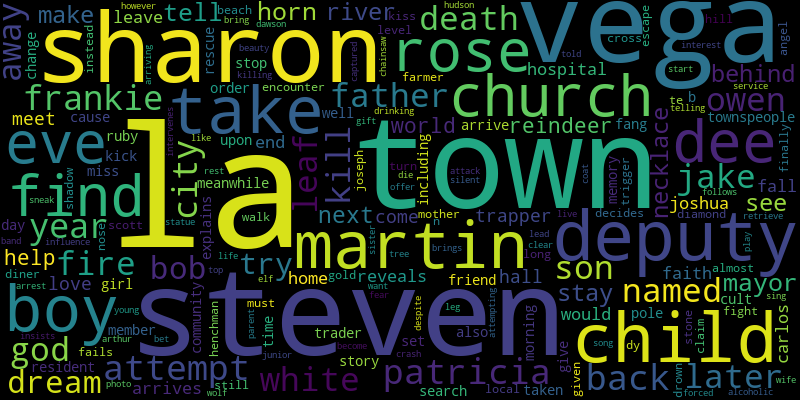 la
town
steven
sharon
vega
martin
child
deputy
take
church
rose
dee
boy
find
eve
father
death
kill
god
dream
attempt
white
patricia
back
later
named
son
stay
jake
owen
mayor
behind
reindeer
necklace
see
frankie
year
fire
bob
try
city
leaf
horn
river
tell
make
away
leave
change
instead
however
bring
beach
kiss
dawson
level
hudson
beauty
killing
arriving
captured
chainsaw
rescue
stop
order
encounter
farmer
hospital
cross
escape
told
hill
interest
angel
start
service
telling
te
b
townspeople
finally
fang
arrive
world
well
drinking
gift
upon
end
cause
meet
ruby
kick
miss
shadow
like
rest
intervenes
meanwhile
walk
sneak
statue
day
scott
band
influence
nose
explains
life
help
diner
love
girl
arrest
young
member
community
resident
fails
arthur
bet
photo
arrives
still
wolf
henchman
top
elf
must
time
gold
home
reveals
friend
hall
trader
set
also
story
junior
parent
become
crash
want
fear
despite
leg
attempting
search
local
taken
morning
long
lead
clear
brings
tree
sister
mother
n
next
come
trapper
joseph
turn
die
offer
attack
silent
including
coat
memory
trigger
joshua
diamond
fall
follows
retrieve
decides
live
faith
almost
play
sing
cult
fight
claim
stone
carlos
pole
would
song
dy
give
given
drown
forced
alcoholic
wife
insists